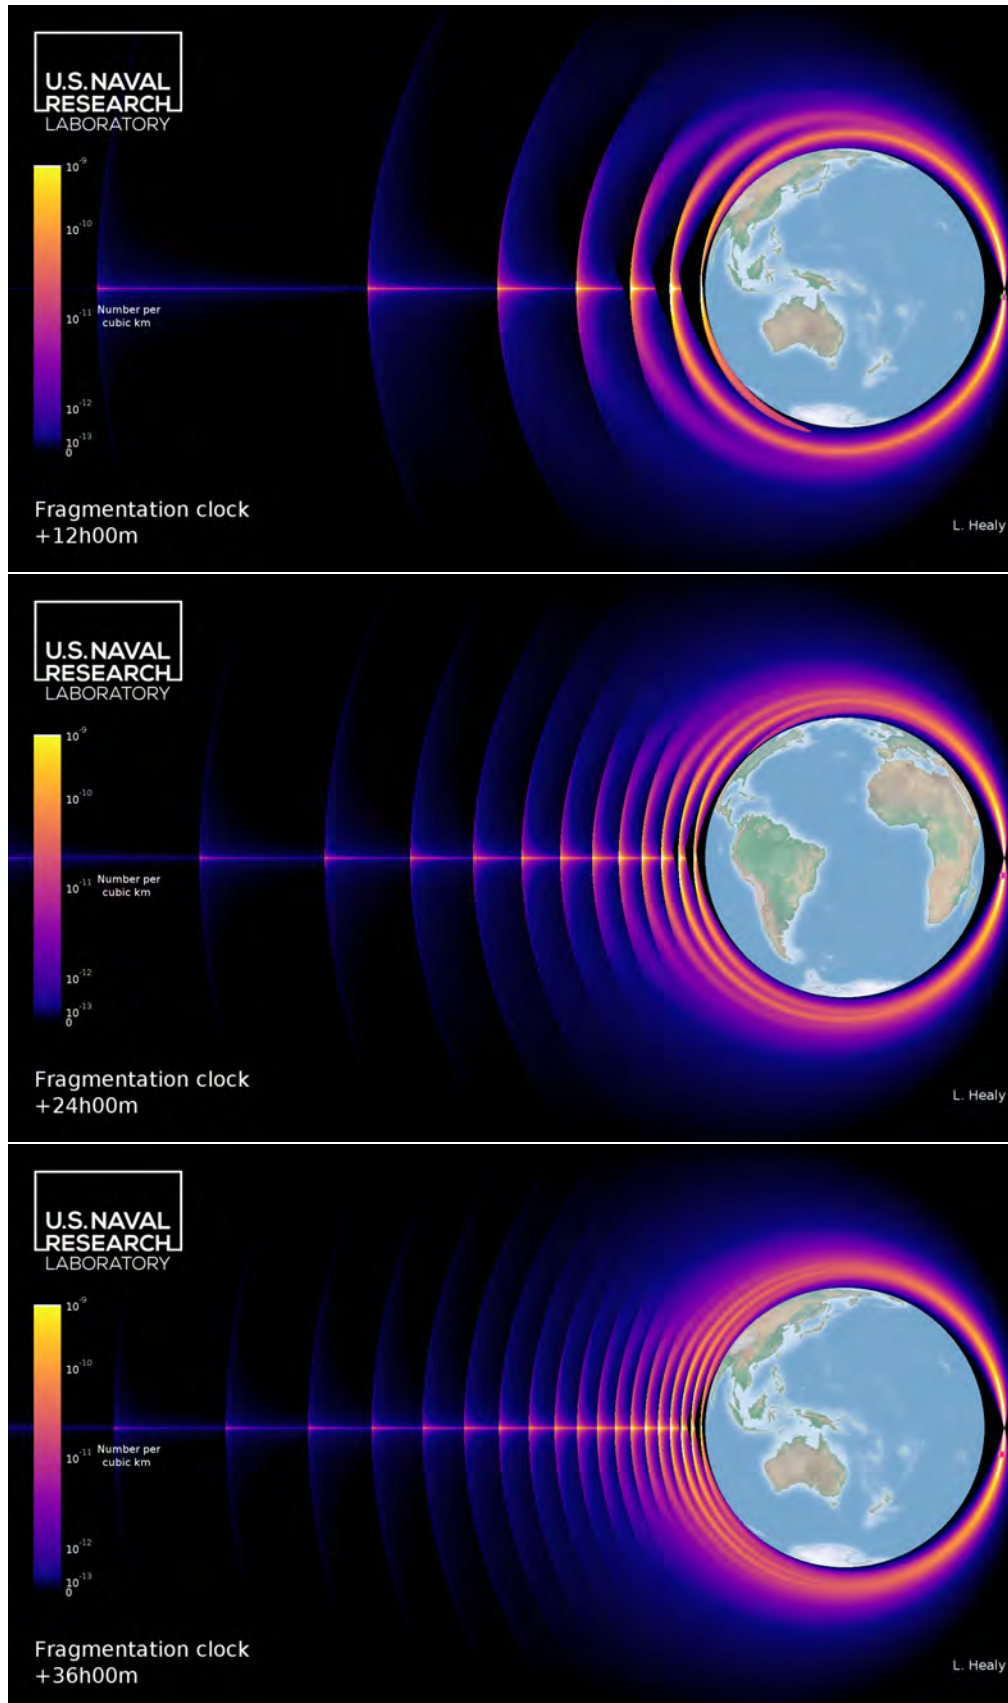 U.S. NAVAL
RESEARCH
LABORATORY
10-9
10-10
Number per
cubic km
10-11
10-12
10-13
0
Fragmentation clock
+12h00m
L. Healy
U.S. NAVAL
RESEARCH
LABORATORY
10-9
10-10
Number per
cubic km
10-11
10-12
10-13
0
Fragmentation clock
+24h00m
L. Healy
U.S. NAVAL
RESEARCH
LABORATORY
10-9
10-10
Number per
cubic km
10-11
10-12
10-13
0
Fragmentation clock
+36h00m
L. Healy